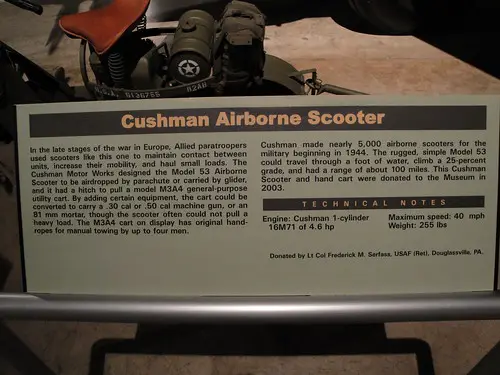 U.S.A. 6136765 R2AB
Cushman Airborne Scooter
In the late stages of the war in Europe, Allied paratroopers
used scooters like this one to maintain contact between
units, increase their mobility, and haul small loads. The
Cushman Motor Works designed the Model 53 Airborne
Scooter to be airdropped by parachute or carried by glider,
and it had a hitch to pull a model M3A4 general-purpose
utility cart. By adding certain equipment, the cart could be
converted to carry a .30 cal or .50 cal machine gun, or an
81 mm mortar, though the scooter often could not pull a
heavy load. The M3A4 cart on display has original hand-
ropes for manual towing by up to four men.
Cushman made nearly 5,000 airborne scooters for the
military beginning in 1944. The rugged, simple Model 53
could travel through a foot of water, climb a 25-percent
grade, and had a range of about 100 miles. This Cushman
Scooter and hand cart were donated to the Museum in
2003.
TECHNICAL NOTES
Engine: Cushman 1-cylinder
16M71 of 4.6 hp
Maximum speed: 40 mph
Weight: 255 lbs
Donated by Lt Col Frederick M. Serfass, USAF (Ret), Douglassville, PA.